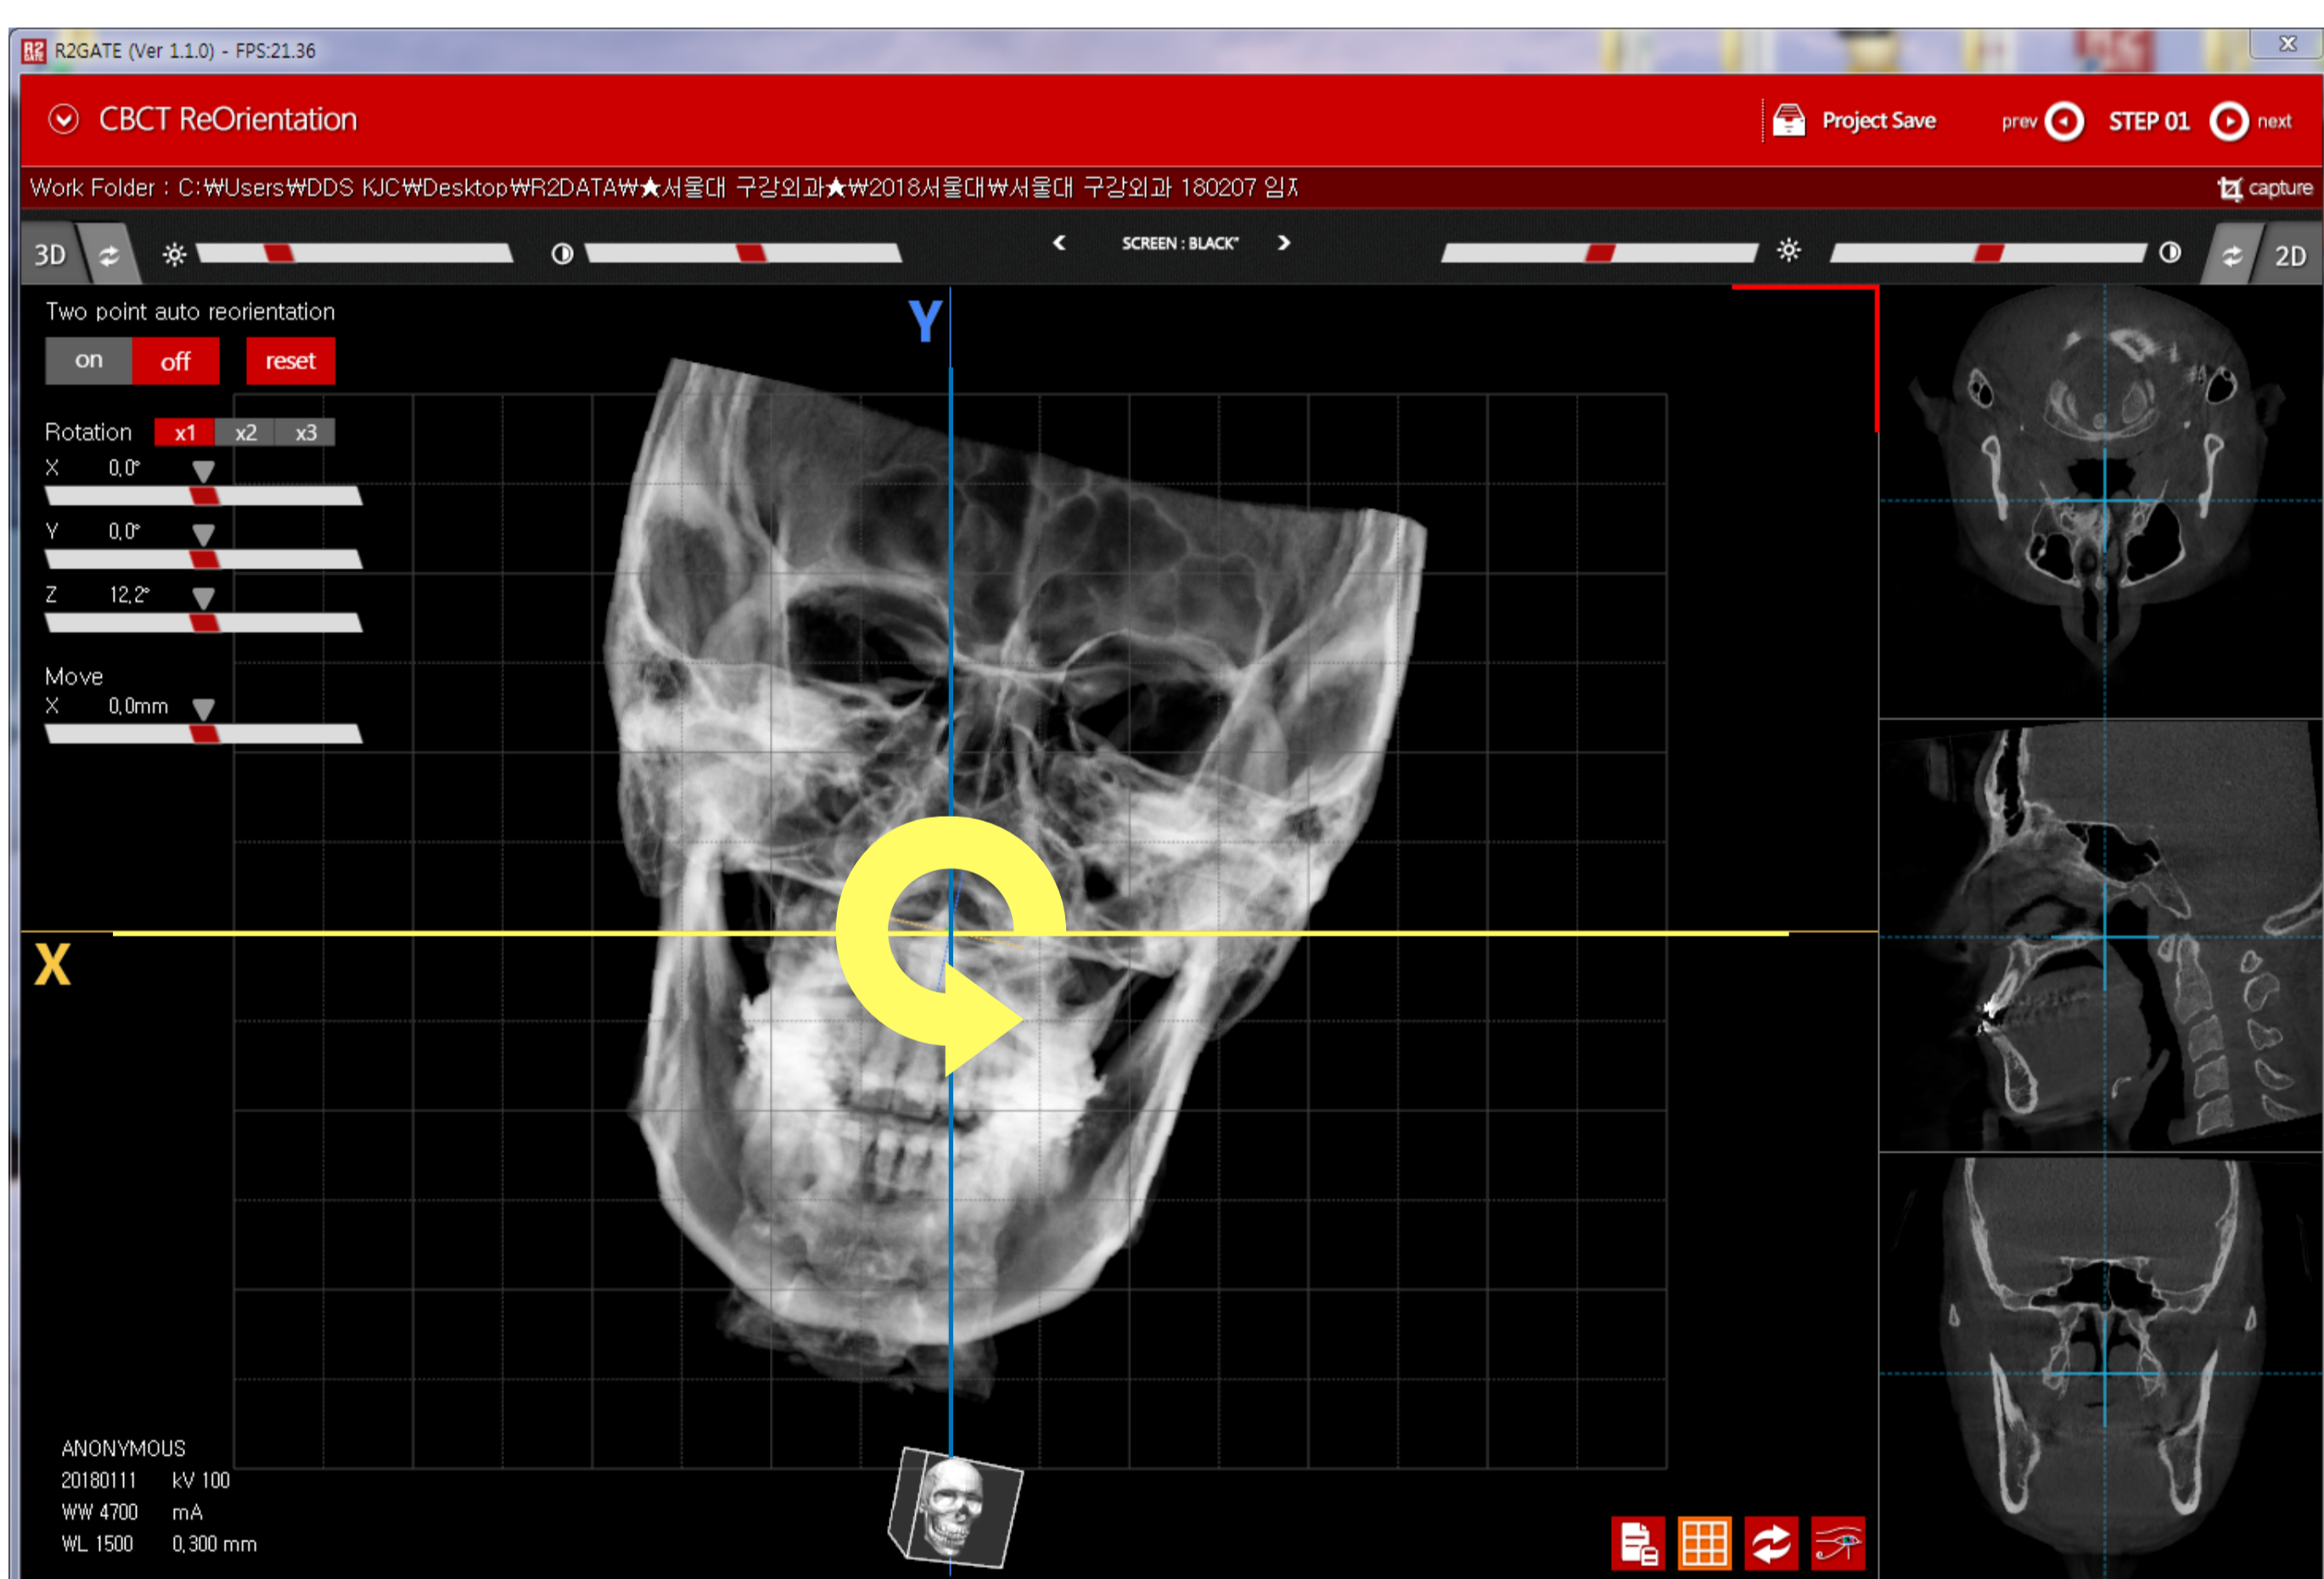 R2 GATE R2GATE (Ver 1.1.0) - FPS:21.36
CBCT ReOrientation
Project Save prev STEP 01 next
Work Folder : C:₩Users₩DDS KJC₩Desktop₩R2DATA₩★서울대 구강외과★₩2018서울대₩서울대 구강외과 180207 임지
capture
3D SCREEN : BLACK" 2D
Two point auto reorientation
on off reset
Rotation x1 x2 x3
X 0,0°
Y 0,0°
Z 12,2°
Move
X 0,0mm
Y
X
ANONYMOUS
20180111 kV 100
WW 4700 mA
WL 1500 0,300 mm